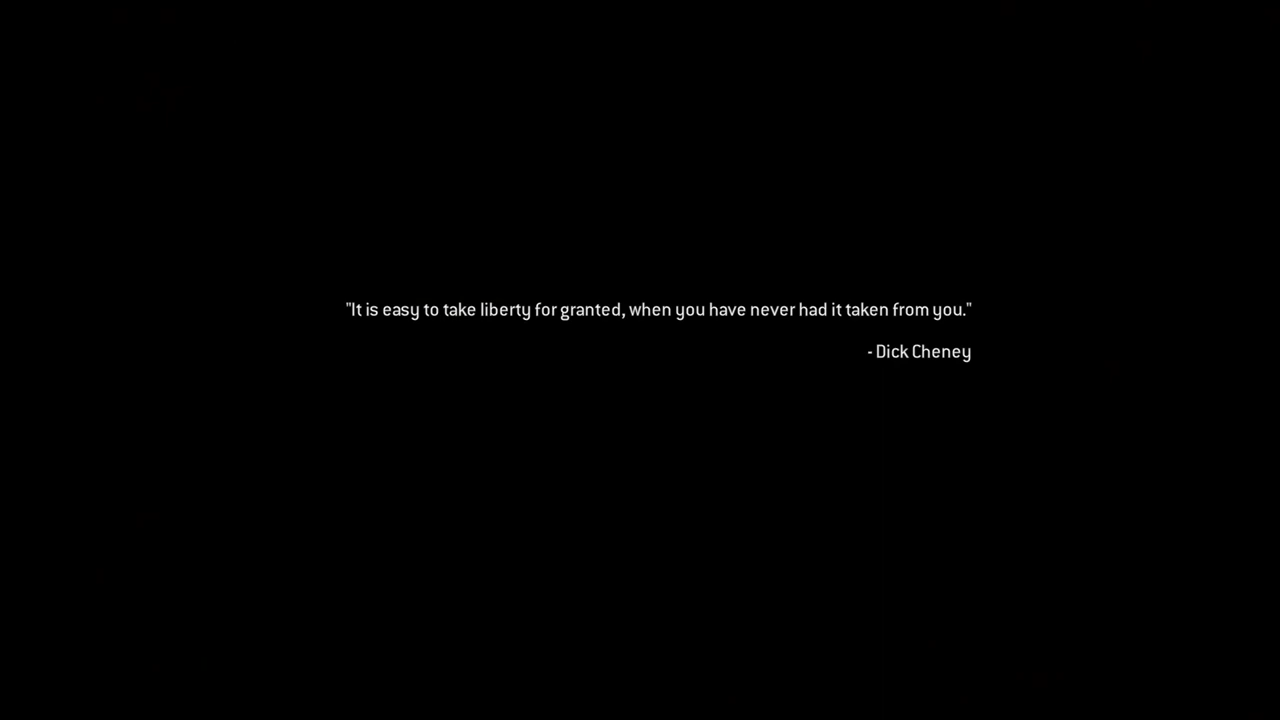 "It is easy to take liberty for granted, when you have never had it taken from you."
- Dick Cheney